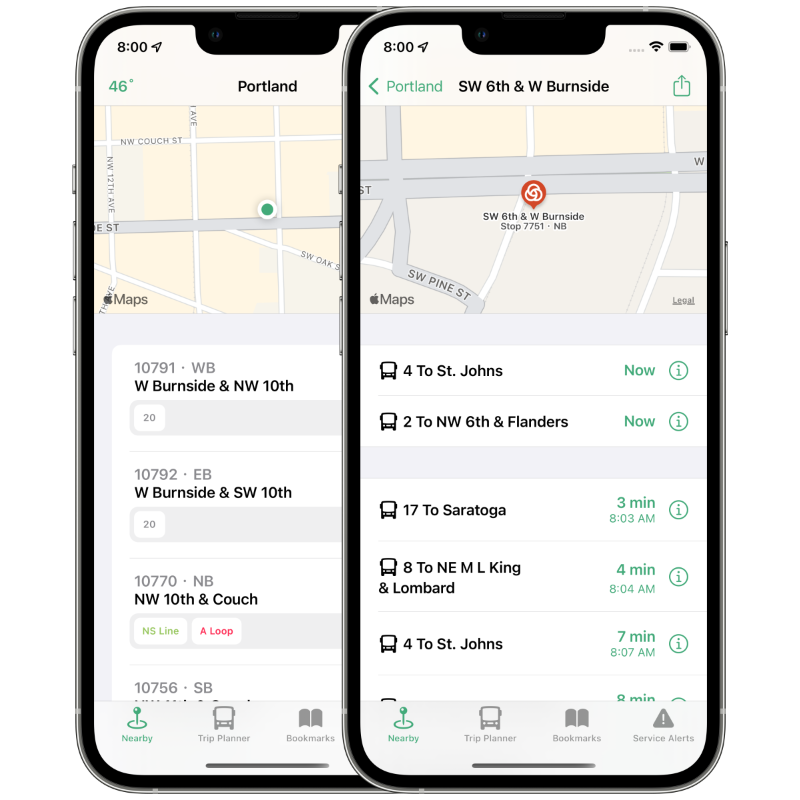 8:00
46°
Portland
NW COUCH ST
AVE
NW 12TH AVE
DE ST
SW OAK S
TH AVE
Maps
10791 · WB
W Burnside & NW 10th
20
10792 · EB
W Burnside & SW 10th
20
10770 · NB
NW 10th & Couch
NS Line
A Loop
10756 · SB
Nearby
Trip Planner
Bookmarks
8:00
Portland
SW 6th & W Burnside
W
ST
SW 6th & W Burnside
Stop 7751 · NB
SW PINE ST
Maps
Legal
4 To St. Johns
Now
2 To NW 6th & Flanders
Now
17 To Saratoga
3 min
8:03 AM
8 To NE M L King
& Lombard
4 min
8:04 AM
4 To St. Johns
7 min
8:07 AM
8 min
Nearby
Trip Planner
Bookmarks
Service Alerts